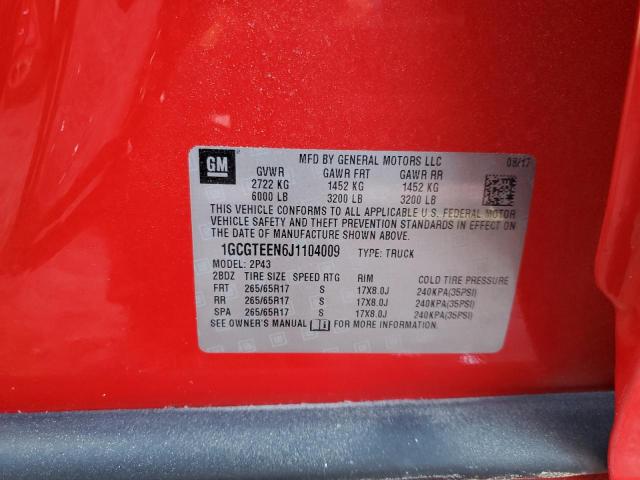 GM
MFD BY GENERAL MOTORS LLC 08/17
GVWR GAWR FRT GAWR RR
2722 KG 1452 KG 1452 KG
6000 LB 3200 LB 3200 LB
THIS VEHICLE CONFORMS TO ALL APPLICABLE U.S. FEDERAL MOTOR
VEHICLE SAFETY AND THEFT PREVENTION STANDARDS IN EFFECT ON
THE DATE OF MANUFACTURE SHOWN ABOVE.
1GCGTEEN6J1104009 TYPE: TRUCK
MODEL: 2P43
2BDZ TIRE SIZE SPEED RTG RIM COLD TIRE PRESSURE
FRT 265/65R17 S 17X8.0J 240KPA(35PSI)
RR 265/65R17 S 17X8.0J 240KPA(35PSI)
SPA 265/65R17 S 17X8.0J 240KPA(35PSI)
SEE OWNER'S MANUAL FOR MORE INFORMATION.